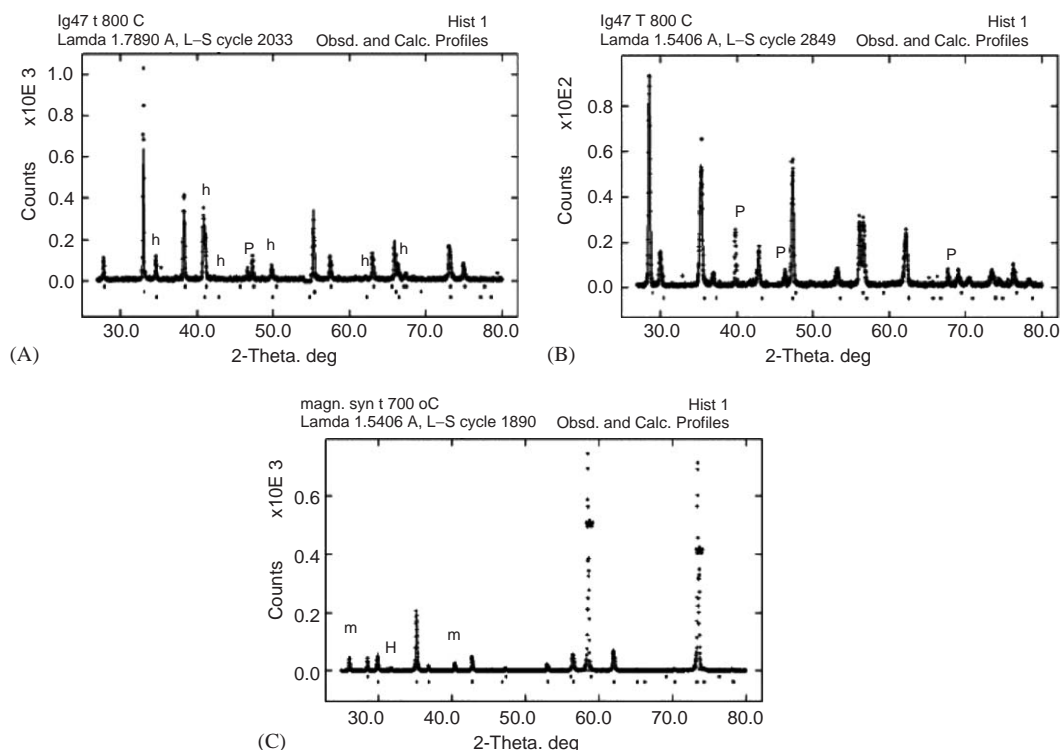 Ig47 t 800 C Hist 1
Lamda 1.7890 A, L–S cycle 2033 Obsd. and Calc. Profiles
x10E 3
Counts
1.0
0.8
0.6
0.4
0.2
0.0
h
h
h
P
h
h
h
30.0 40.0 50.0 60.0 70.0 80.0
2-Theta. deg
(A)
Ig47 T 800 C Hist 1
Lamda 1.5406 A, L–S cycle 2849 Obsd. and Calc. Profiles
x10E2
Counts
0.8
0.6
0.4
0.2
0.0
P
P
P
30.0 40.0 50.0 60.0 70.0 80.0
2-Theta. deg
(B)
magn. syn t 700 oC Hist 1
Lamda 1.5406 A, L–S cycle 1890 Obsd. and Calc. Profiles
x10E 3
Counts
0.6
0.4
0.2
0.0
m
H
m
30.0 40.0 50.0 60.0 70.0 80.0
2-Theta. deg
(C)